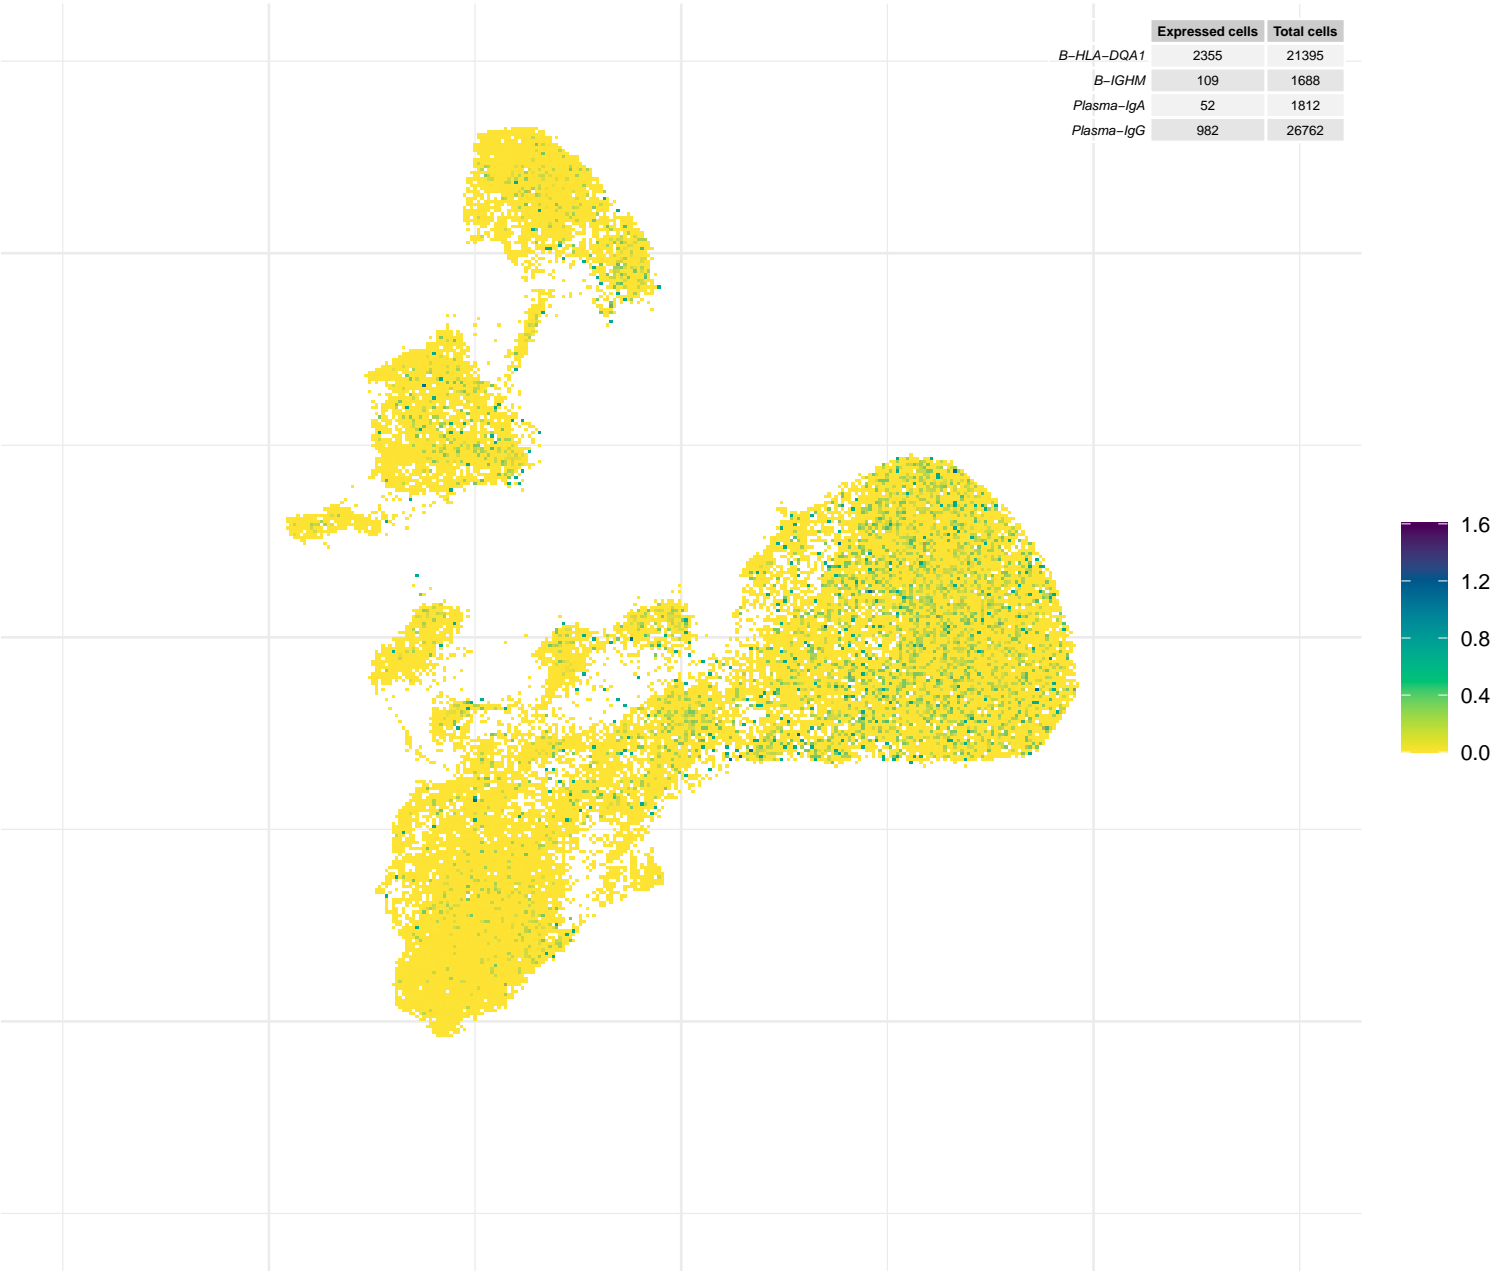 Expressed cells Total cells
B−HLA−DQA1 2355 21395
B−IGHM 109 1688
Plasma−IgA 52 1812
Plasma−IgG 982 26762
1.6
1.2
0.8
0.4
0.0